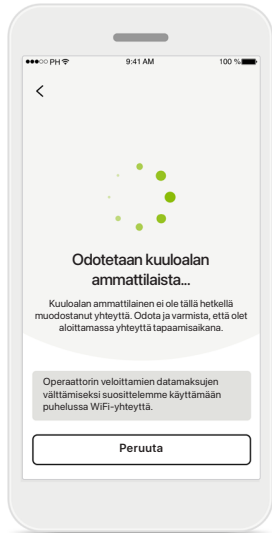 ●●●○○ PH 9:41 AM 100 %
Odotetaan kuuloalan
ammattilaista...
Kuuloalan ammattilainen ei ole tällä hetkellä
muodostanut yhteyttä. Odota ja varmista, että olet
aloittamassa yhteyttä tapaamisaikana.
Operaattorin veloittamien datamaksujen
välttämiseksi suosittelemme käyttämään
puhelussa WiFi-yhteyttä.
Peruuta